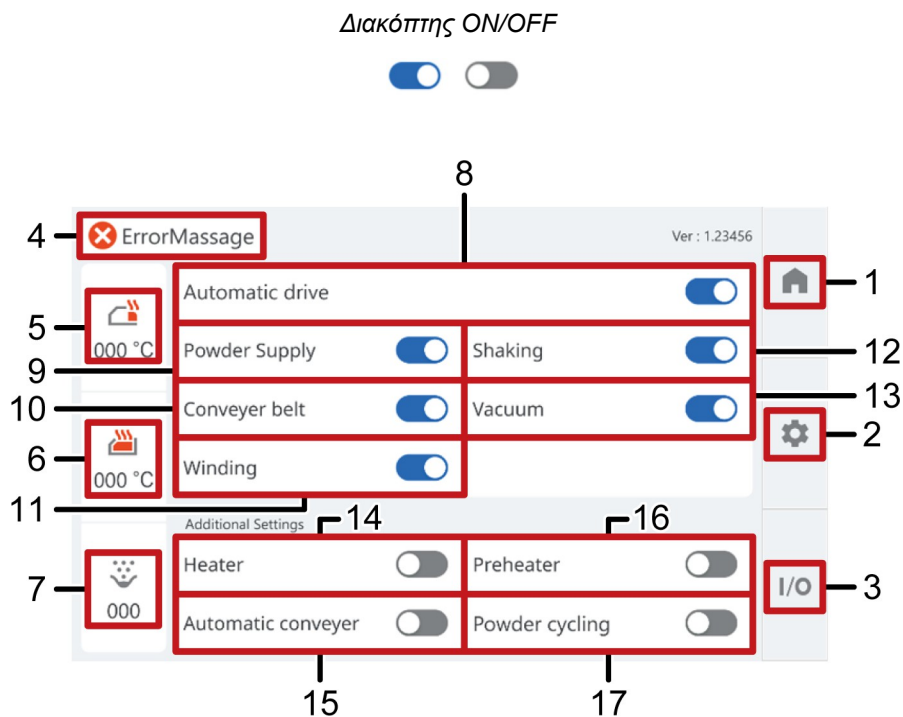 Διακόπτης ON/OFF
8
4
ErrorMassage
Ver : 1.23456
1
Automatic drive
5
000 °C
Powder Supply
Shaking
12
9
10
Conveyer belt
Vacuum
13
6
000 °C
Winding
2
11
Additional Settings
14
16
Heater
Preheater
7
000
I/O
3
Automatic conveyer
Powder cycling
15
17